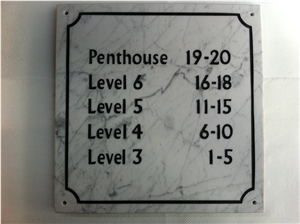 Penthouse 19-20
Level 6 16-18
Level 5 11-15
Level 4 6-10
Level 3 1-5